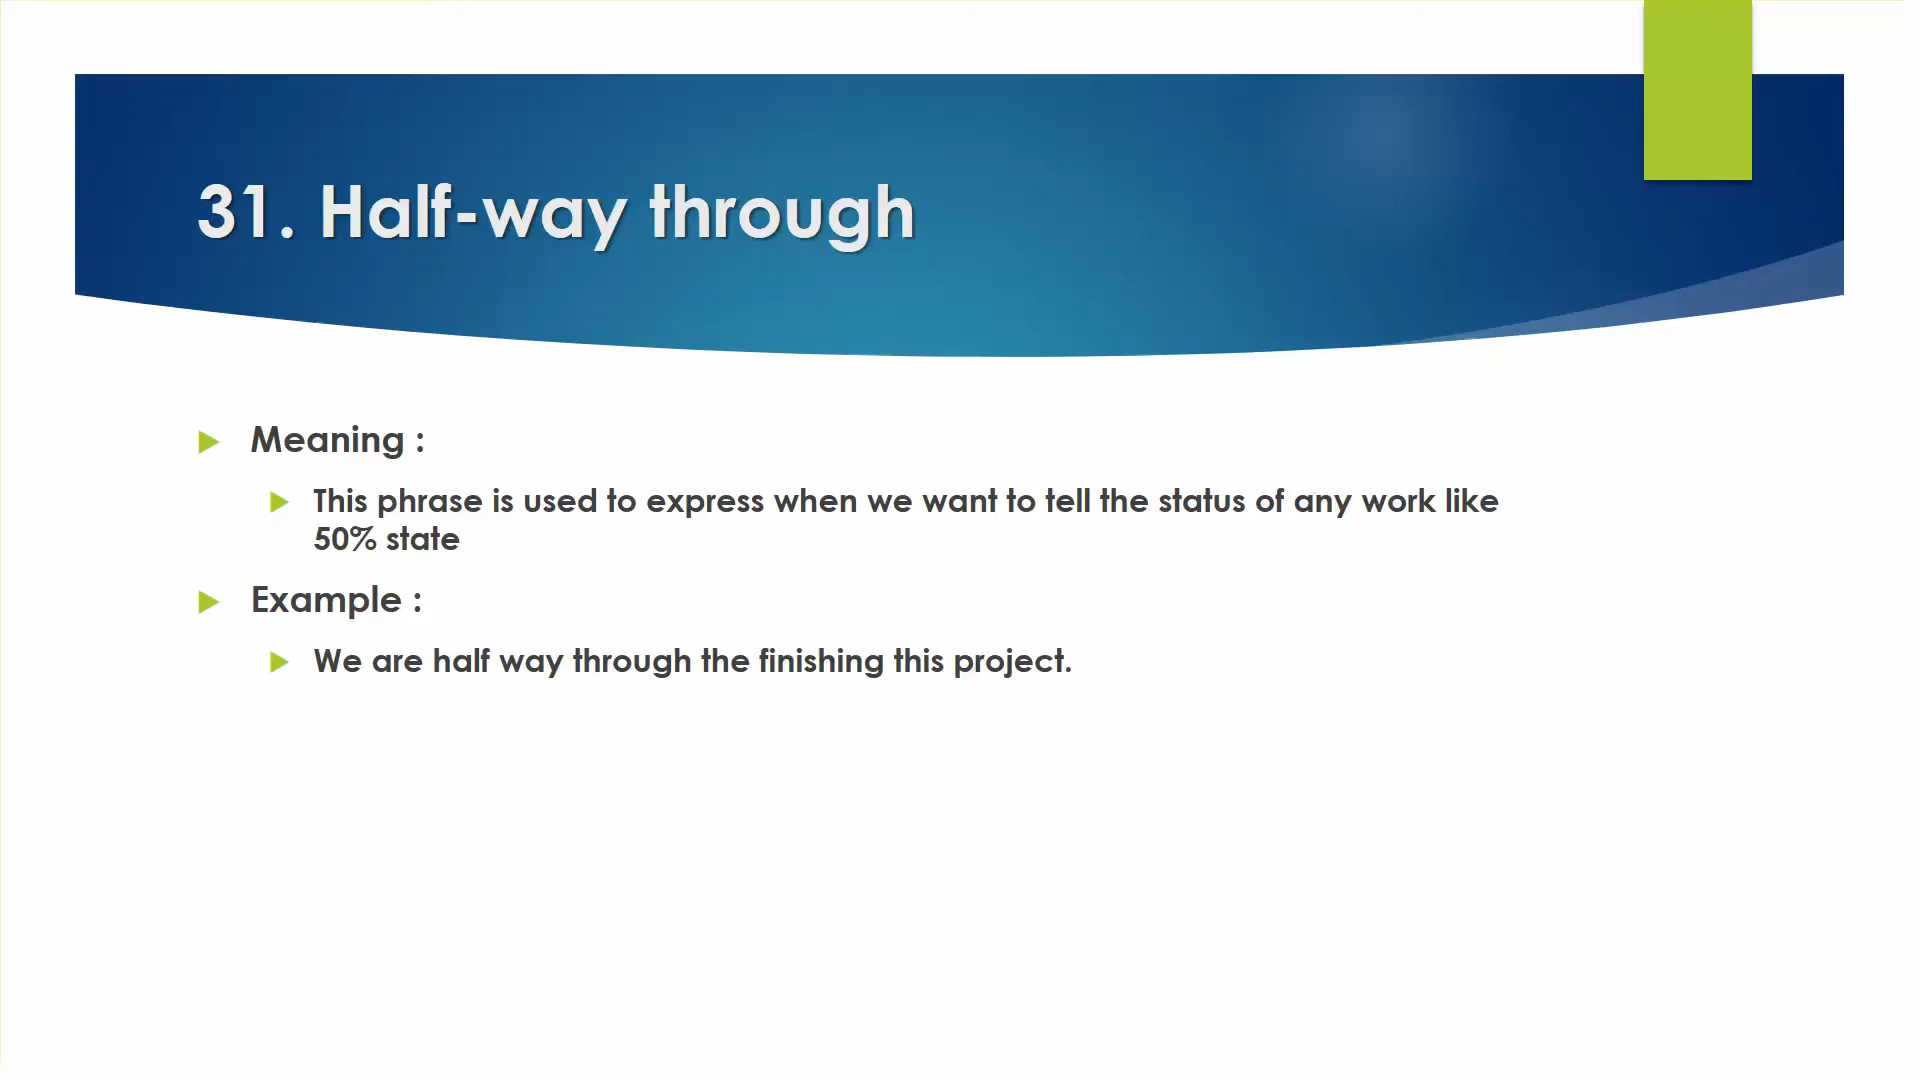 31. Half-way through
Meaning :
This phrase is used to express when we want to tell the status of any work like
50% state
Example :
We are half way through the finishing this project.